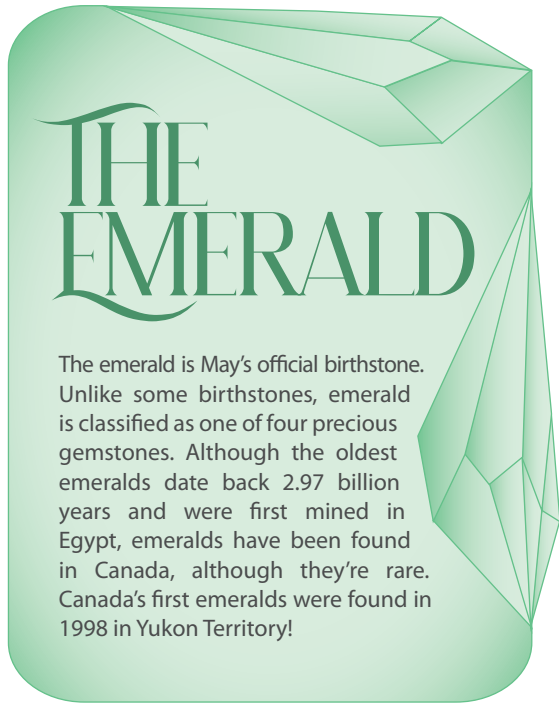 THE
EMERALD
The emerald is May’s official birthstone.
Unlike some birthstones, emerald
is classified as one of four precious
gemstones. Although the oldest
emeralds date back 2.97 billion
years and were first mined in
Egypt, emeralds have been found
in Canada, although they’re rare.
Canada’s first emeralds were found in
1998 in Yukon Territory!